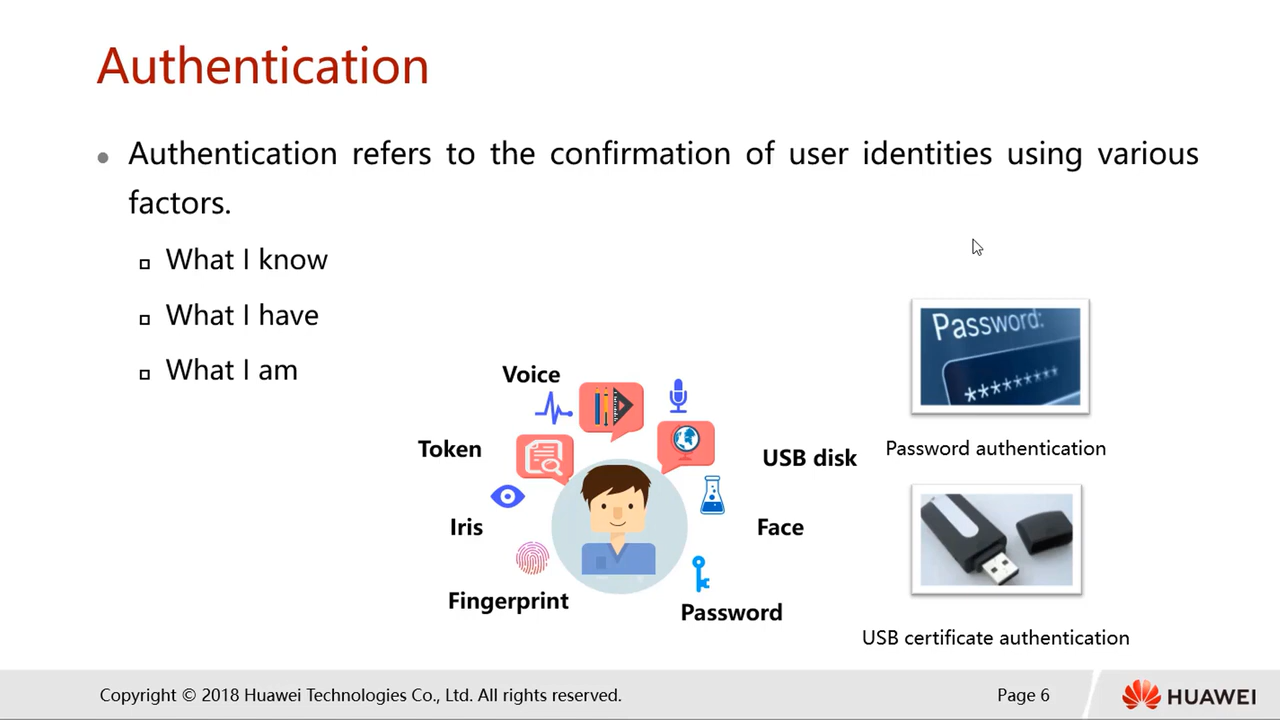 Authentication
Authentication refers to the confirmation of user identities using various
factors.
What I know
What I have
What I am
Voice
Token
Iris
Fingerprint
USB disk
Face
Password
Password:
*********
Password authentication
USB certificate authentication
Copyright © 2018 Huawei Technologies Co., Ltd. All rights reserved.
Page 6
HUAWEI